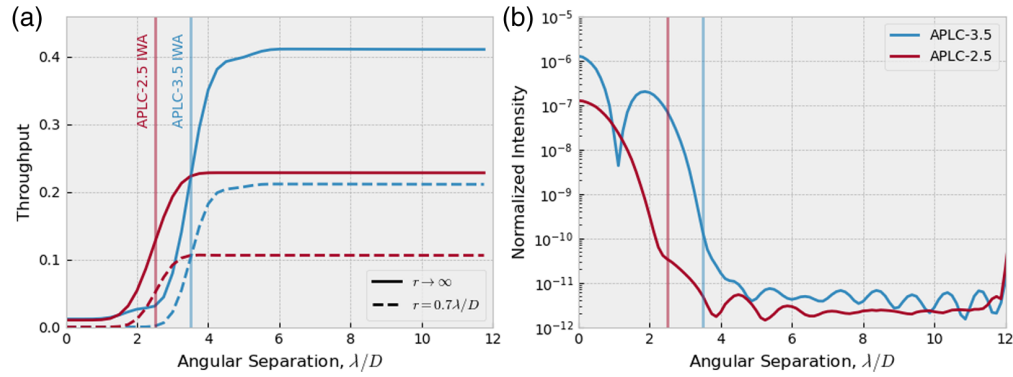 (a)
Throughput
0.4
0.3
0.2
0.1
0.0
APLC-2.5 IWA
APLC-3.5 IWA
r → ∞
r = 0.7λ/D
0 2 4 6 8 10 12
Angular Separation, λ/D
(b)
Normalized Intensity
10⁻⁵
10⁻⁶
10⁻⁷
10⁻⁸
10⁻⁹
10⁻¹⁰
10⁻¹¹
10⁻¹²
APLC-3.5
APLC-2.5
0 2 4 6 8 10 12
Angular Separation, λ/D